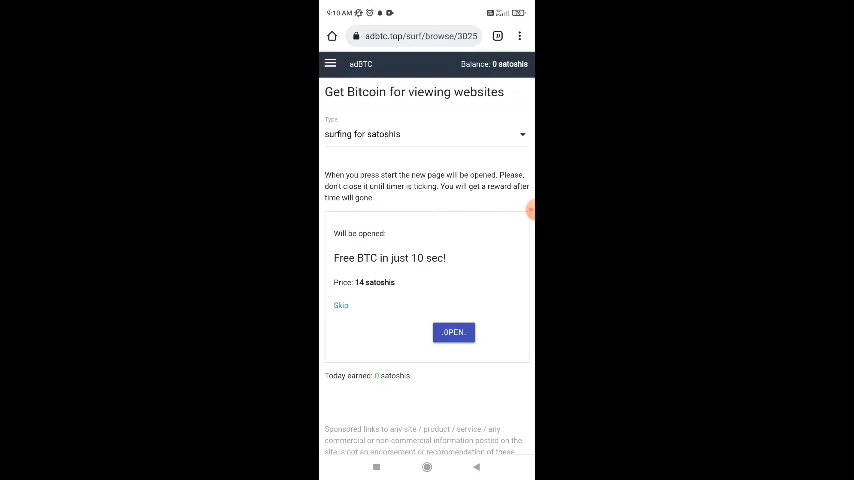 9:10 AM
adbtc.top/surf/browse/3025
adBTC
Balance: 0 satoshis
Get Bitcoin for viewing websites
Type
surfing for satoshis
When you press start the new page will be opened. Please,
don't close it until timer is ticking. You will get a reward after
time will gone.
Will be opened:
Free BTC in just 10 sec!
Price: 14 satoshis
Skip
.OPEN.
Today earned: 0 satoshis
Sponsored links to any site / product / service / any
commercial or non-commercial information posted on the
site is not an endorsement or recommendation of these